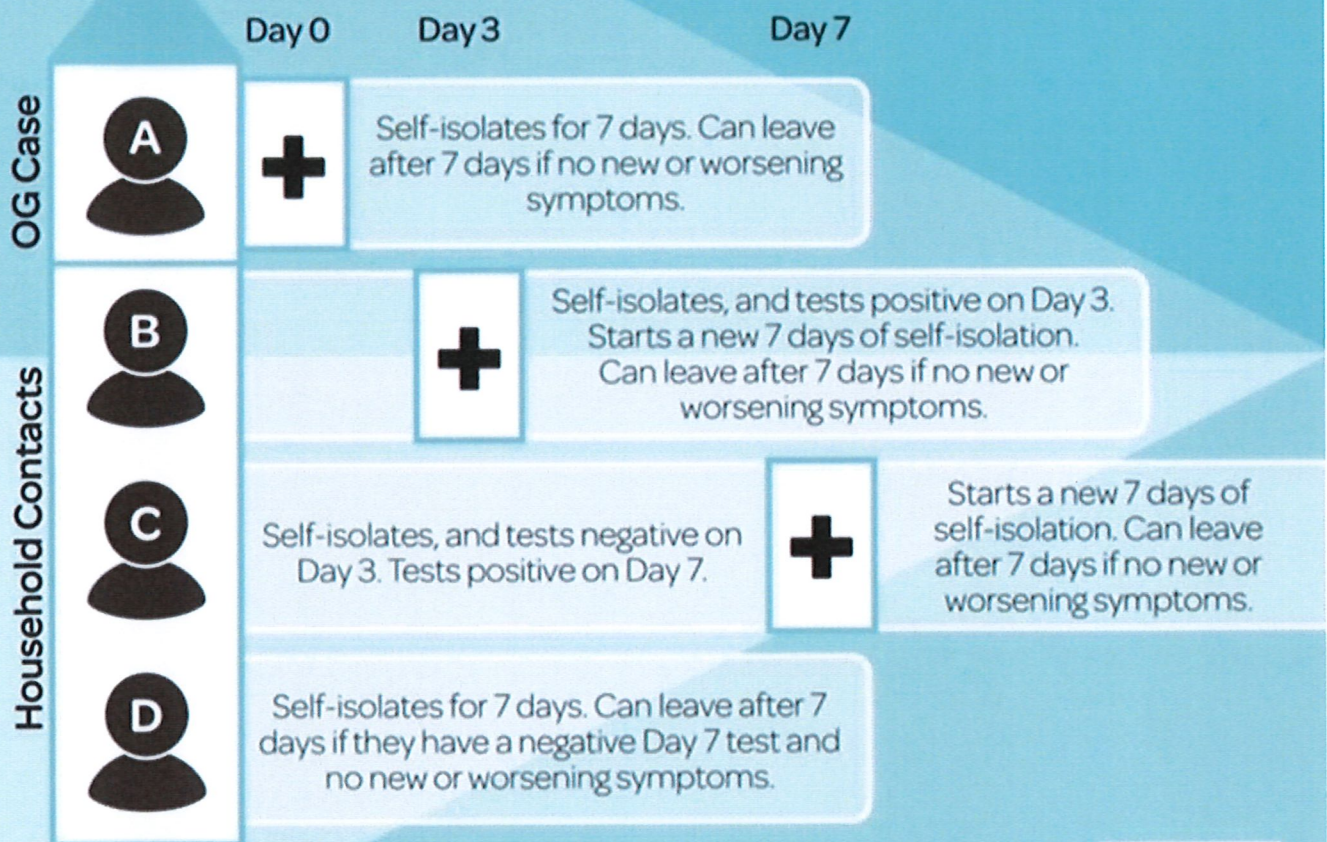 Day 0
Day 3
Day 7
OG Case
A
Self-isolates for 7 days. Can leave
after 7 days if no new or worsening
symptoms.
Household Contacts
B
Self-isolates, and tests positive on Day 3.
Starts a new 7 days of self-isolation.
Can leave after 7 days if no new or
worsening symptoms.
C
Self-isolates, and tests negative on
Day 3. Tests positive on Day 7.
Starts a new 7 days of
self-isolation. Can leave
after 7 days if no new or
worsening symptoms.
D
Self-isolates for 7 days. Can leave after 7
days if they have a negative Day 7 test and
no new or worsening symptoms.